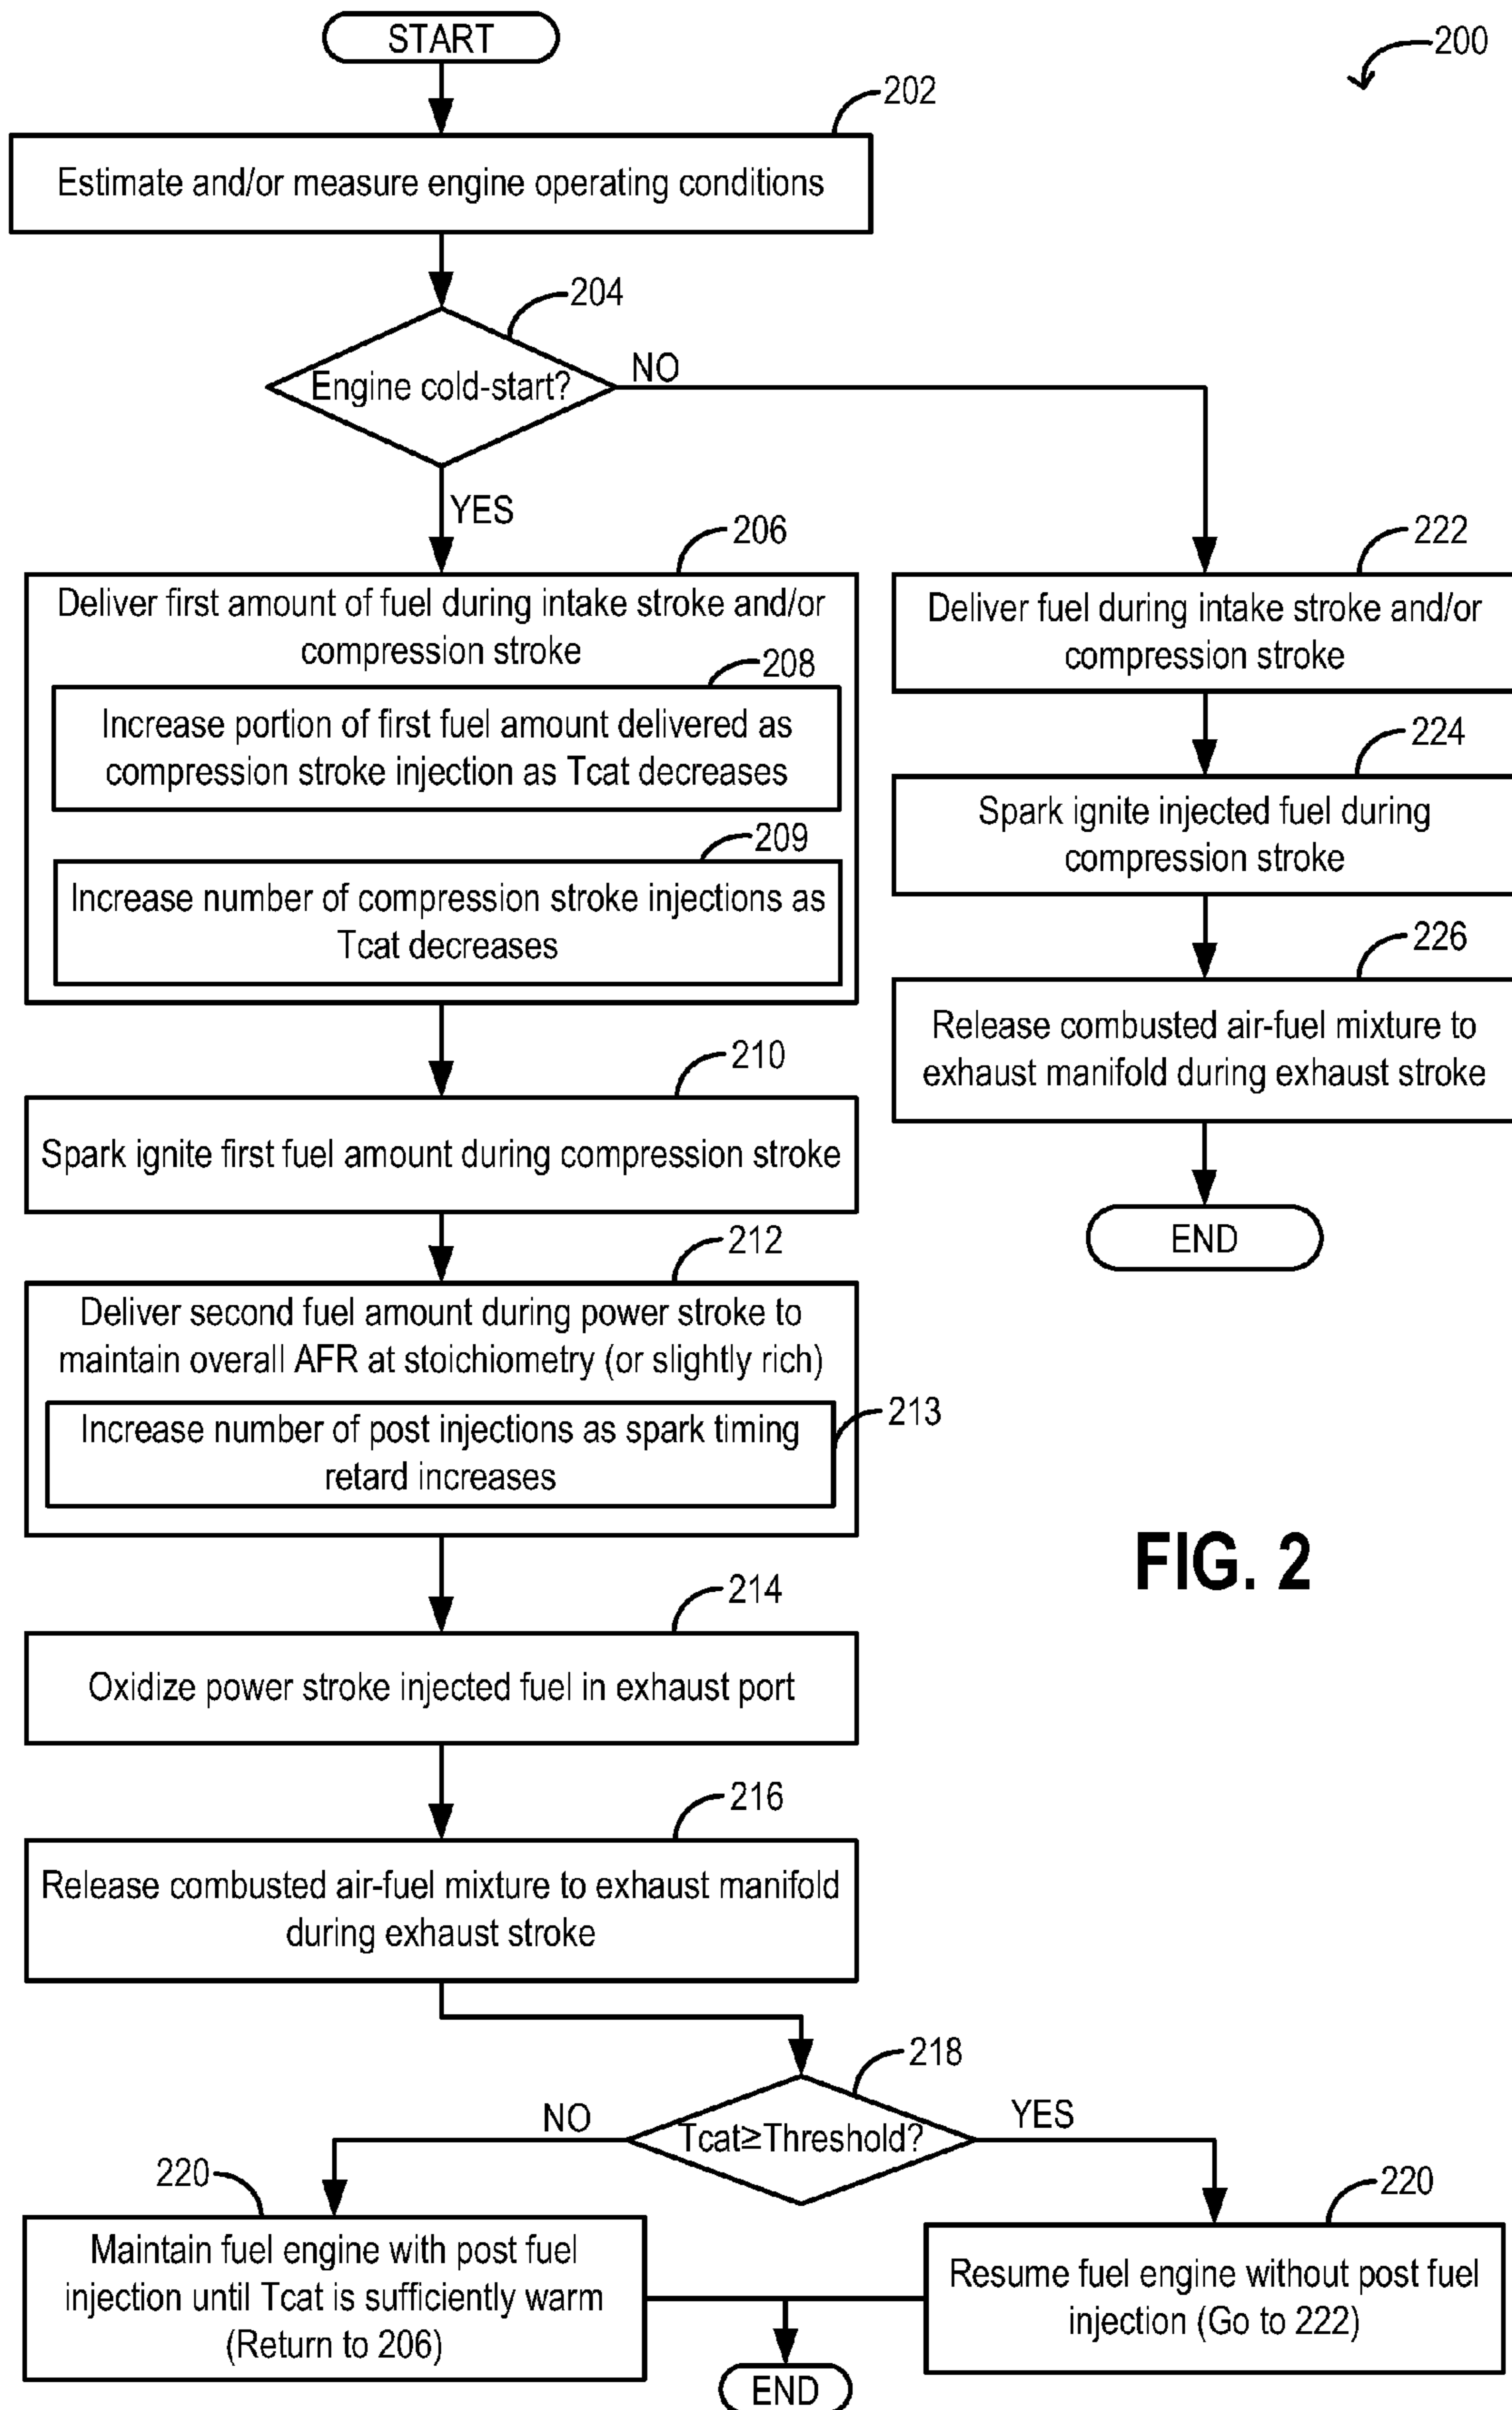 START
200
202
Estimate and/or measure engine operating conditions
204
Engine cold-start?
NO
YES
206
Deliver first amount of fuel during intake stroke and/or
compression stroke
208
Increase portion of first fuel amount delivered as
compression stroke injection as Tcat decreases
209
Increase number of compression stroke injections as
Tcat decreases
222
Deliver fuel during intake stroke and/or
compression stroke
224
Spark ignite injected fuel during
compression stroke
226
Release combusted air-fuel mixture to
exhaust manifold during exhaust stroke
END
210
Spark ignite first fuel amount during compression stroke
212
Deliver second fuel amount during power stroke to
maintain overall AFR at stoichiometry (or slightly rich)
213
Increase number of post injections as spark timing
retard increases
FIG. 2
214
Oxidize power stroke injected fuel in exhaust port
216
Release combusted air-fuel mixture to exhaust manifold
during exhaust stroke
218
Tcat≥Threshold?
NO
YES
220
Maintain fuel engine with post fuel
injection until Tcat is sufficiently warm
(Return to 206)
220
Resume fuel engine without post fuel
injection (Go to 222)
END